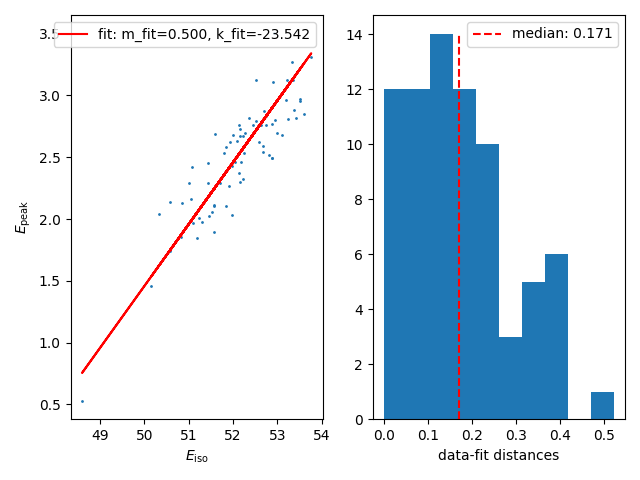 fit: m_fit=0.500, k_fit=-23.542
3.5
3.0
2.5
2.0
1.5
1.0
0.5
E_peak
49 50 51 52 53 54
E_iso
median: 0.171
14
12
10
8
6
4
2
0
0.0 0.1 0.2 0.3 0.4 0.5
data-fit distances